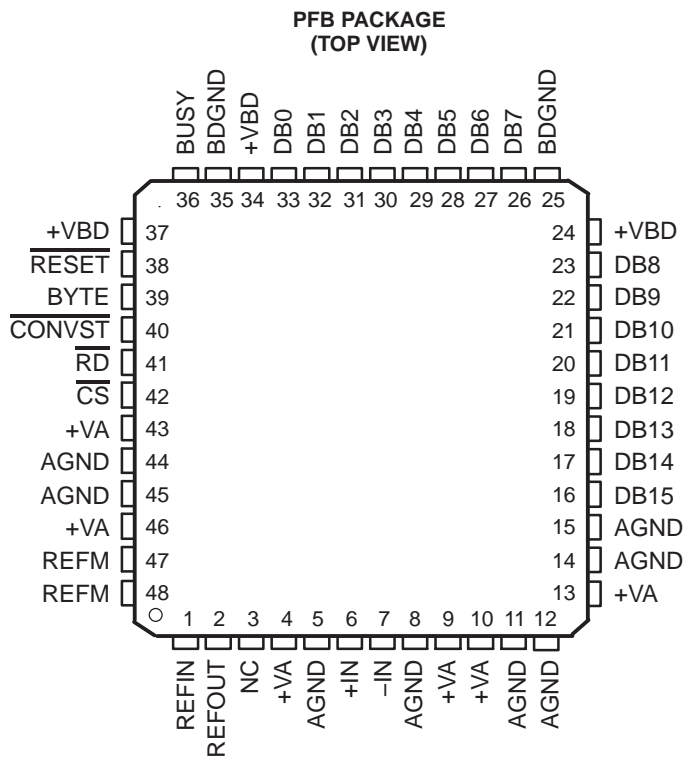 PFB PACKAGE
(TOP VIEW)
BUSY BDGND +VBD DB0 DB1 DB2 DB3 DB4 DB5 DB6 DB7 BDGND
36 35 34 33 32 31 30 29 28 27 26 25
+VBD 37 24 +VBD
RESET 38 23 DB8
BYTE 39 22 DB9
CONVST 40 21 DB10
RD 41 20 DB11
CS 42 19 DB12
+VA 43 18 DB13
AGND 44 17 DB14
AGND 45 16 DB15
+VA 46 15 AGND
REFM 47 14 AGND
REFM 48 13 +VA
1 2 3 4 5 6 7 8 9 10 11 12
REFIN REFOUT NC +VA AGND +IN −IN AGND +VA +VA AGND AGND